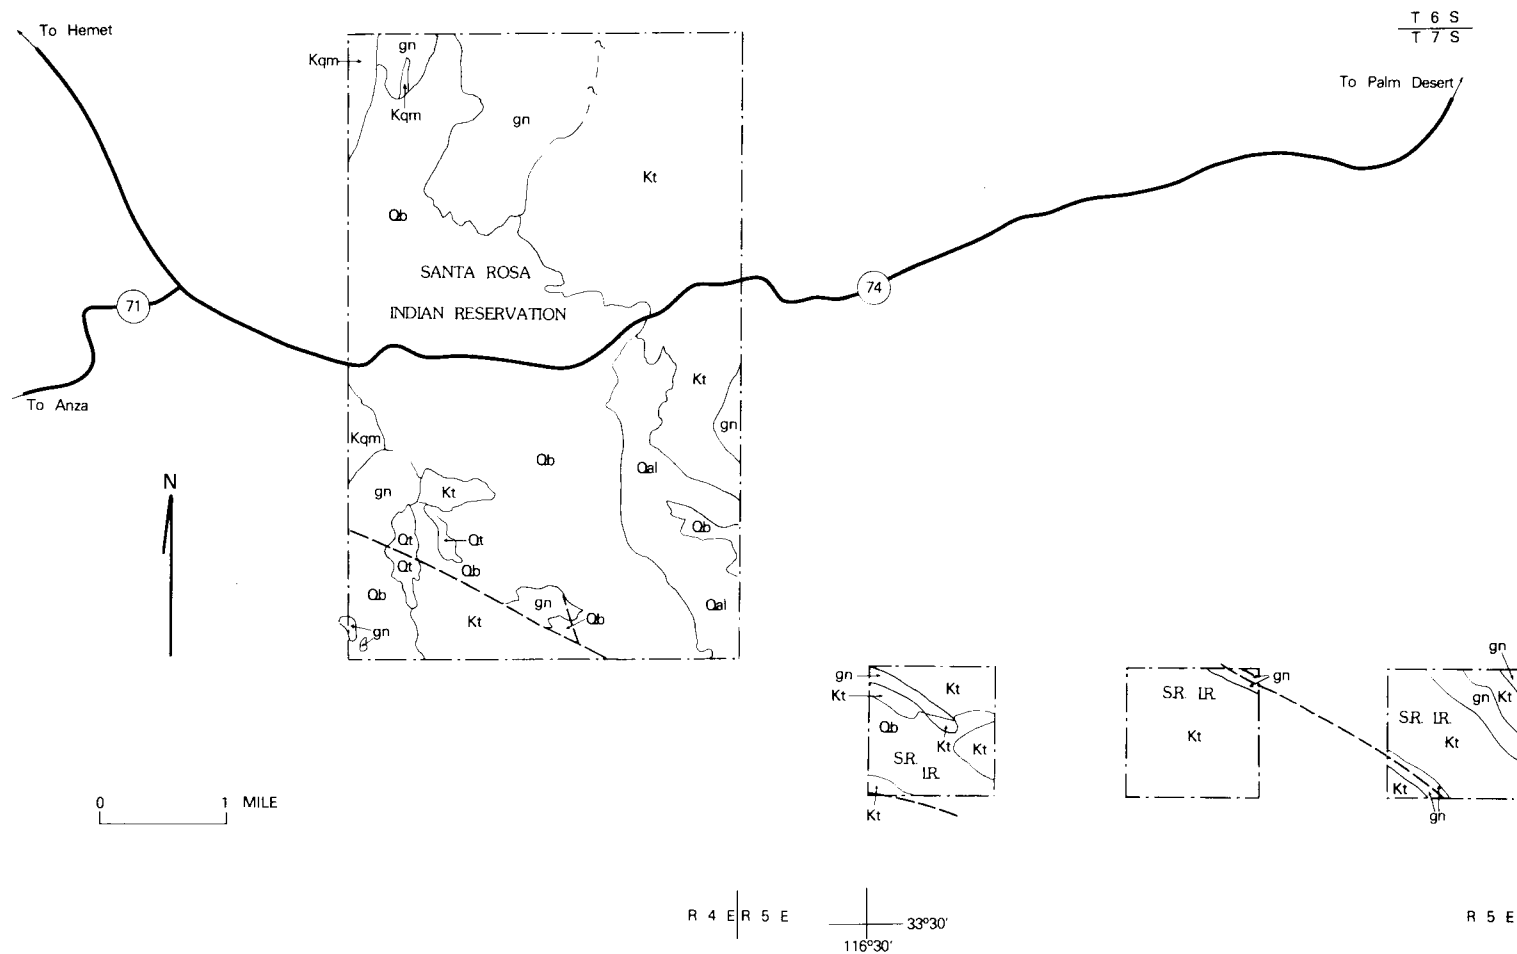 To Hemet
T 6 S
T 7 S
gn
Kqm
To Palm Desert
Kqm
gn
Kt
Qb
SANTA ROSA
INDIAN RESERVATION
71
74
To Anza
Kt
gn
Kqm
Qb
Qal
N
gn
Kt
Qb
Qt
Qt
Qt
Qb
Qb
gn
Qal
Kt
Qb
gn
gn
gn
Kt
gn
Kt
S.R. I.R.
gn
Kt
Qb
S.R. I.R.
Kt
Kt
Kt
Kt
S.R.
I.R.
Kt
Kt
gn
0 1 MILE
R 4 E R 5 E
33°30'
116°30'
R 5 E